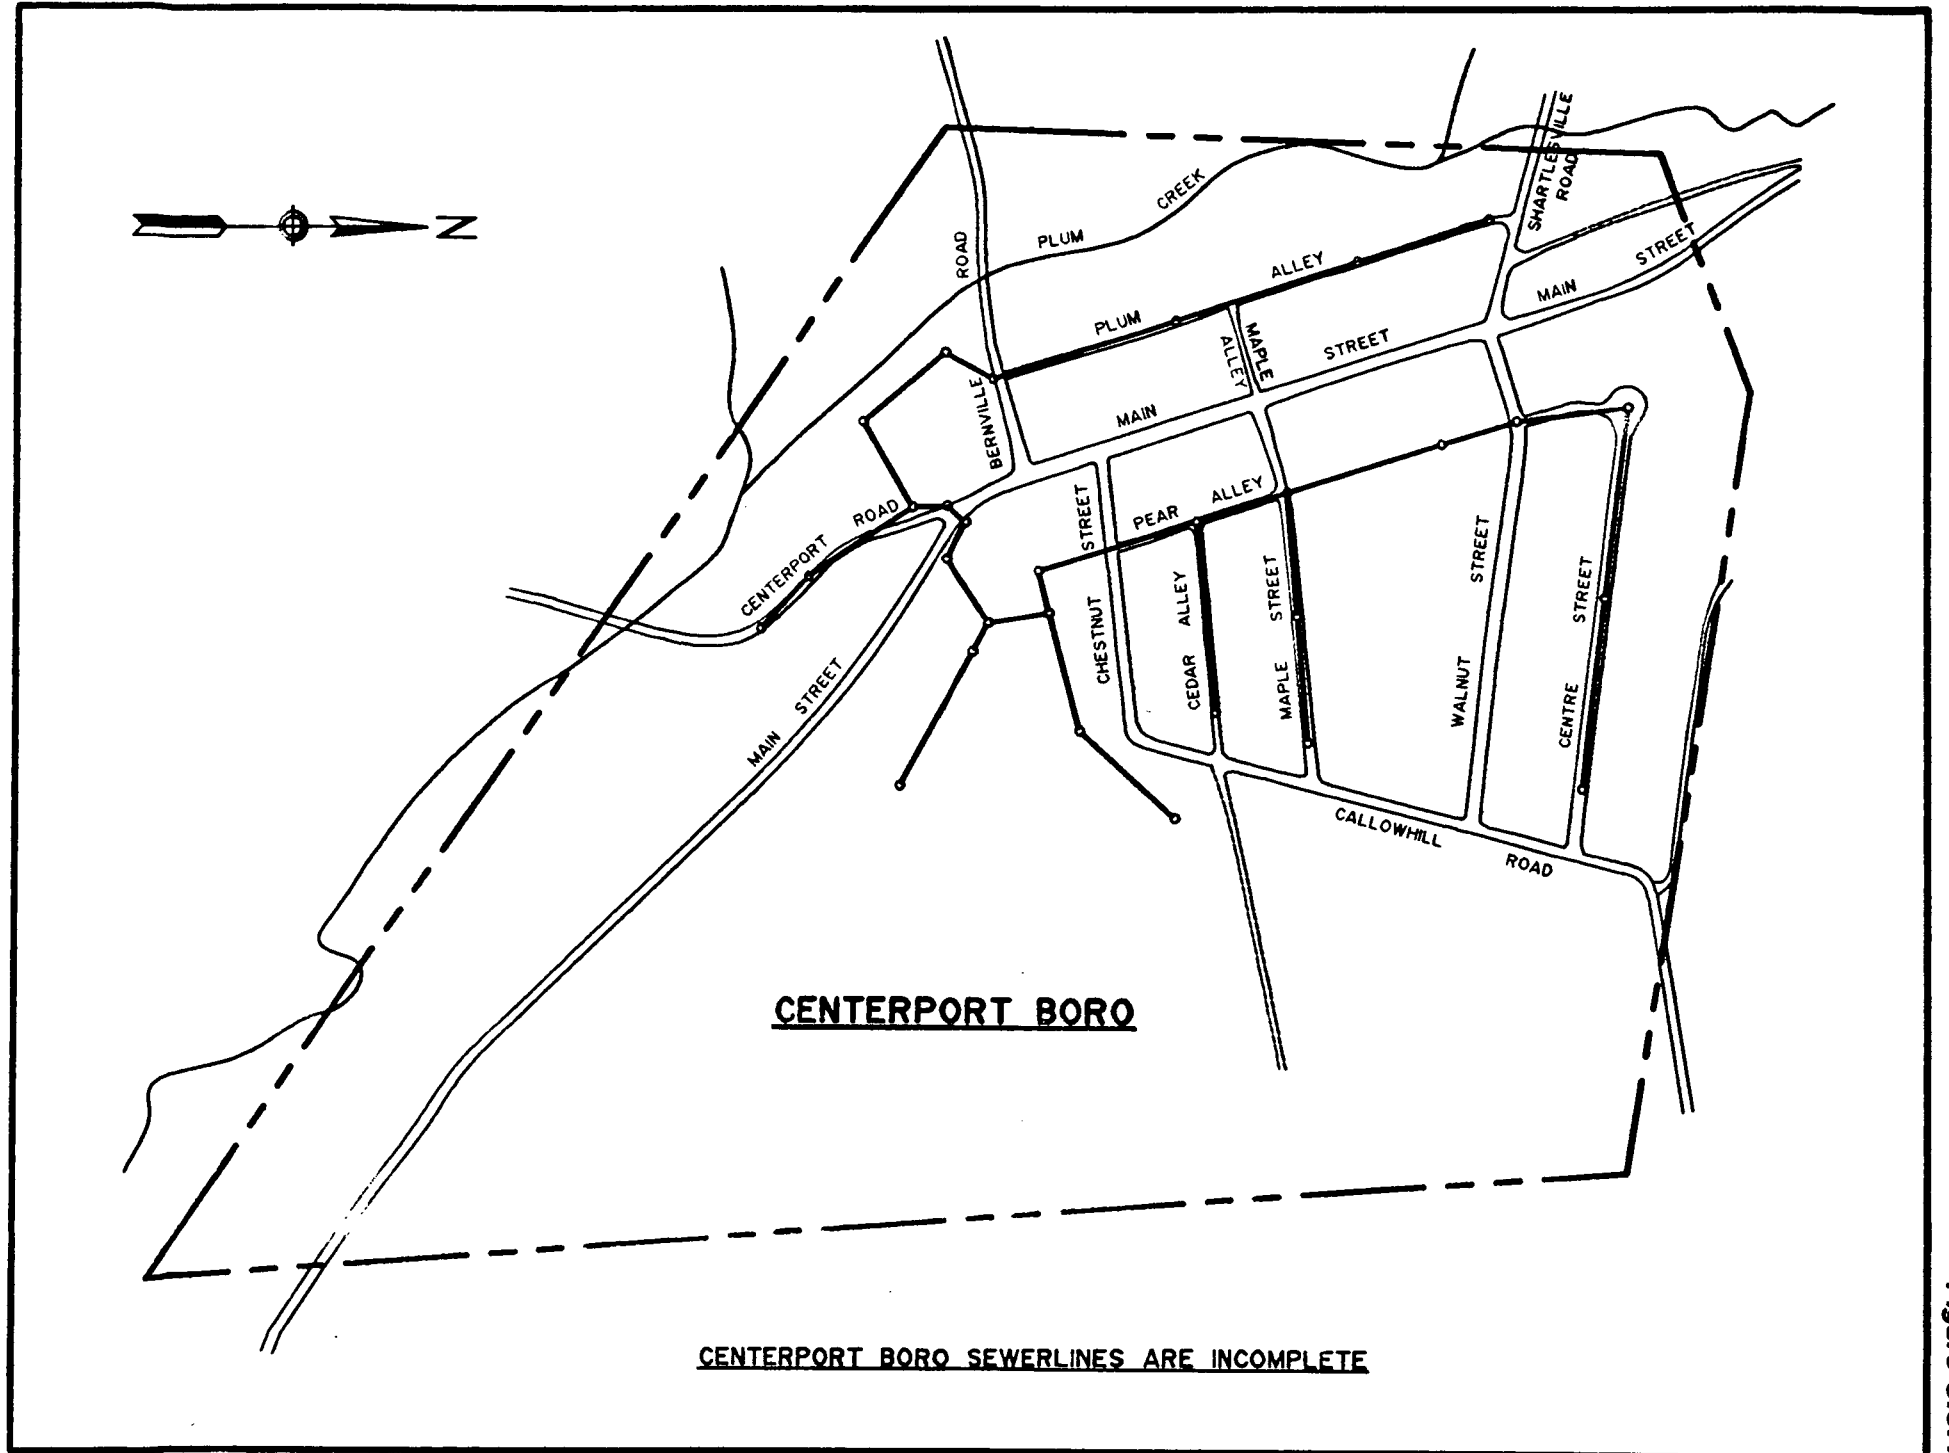 N
SHARTLESVILLE
ROAD
CREEK
PLUM
ROAD
ALLEY
STREET
MAIN
PLUM
MAPLE
ALLEY
STREET
BERNVILLE
MAIN
ALLEY
PEAR
STREET
ROAD
CENTERPORT
STREET
STREET
STREET
ALLEY
CHESTNUT
CEDAR
MAPLE
WALNUT
CENTRE
STREET
MAIN
CALLOWHILL
ROAD
CENTERPORT BORO
CENTERPORT BORO SEWERLINES ARE INCOMPLETE